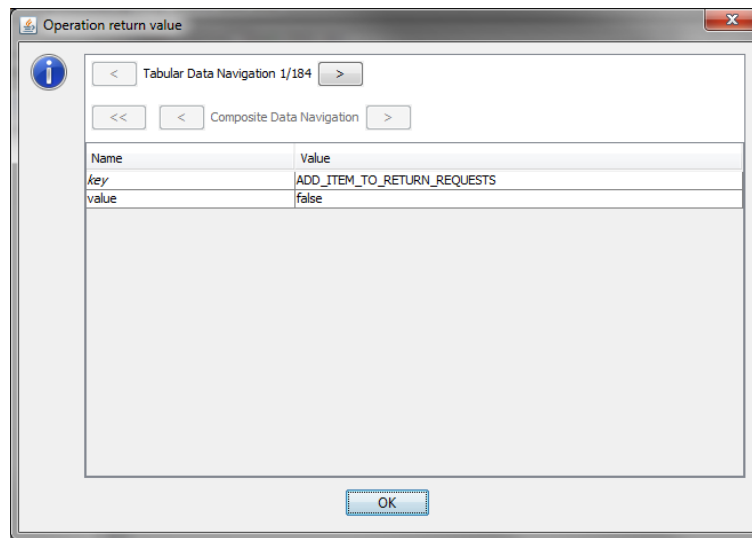 Operation return value
x
< Tabular Data Navigation 1/184 >
<< < Composite Data Navigation >
Name Value
key ADD_ITEM_TO_RETURN_REQUESTS
value false
OK